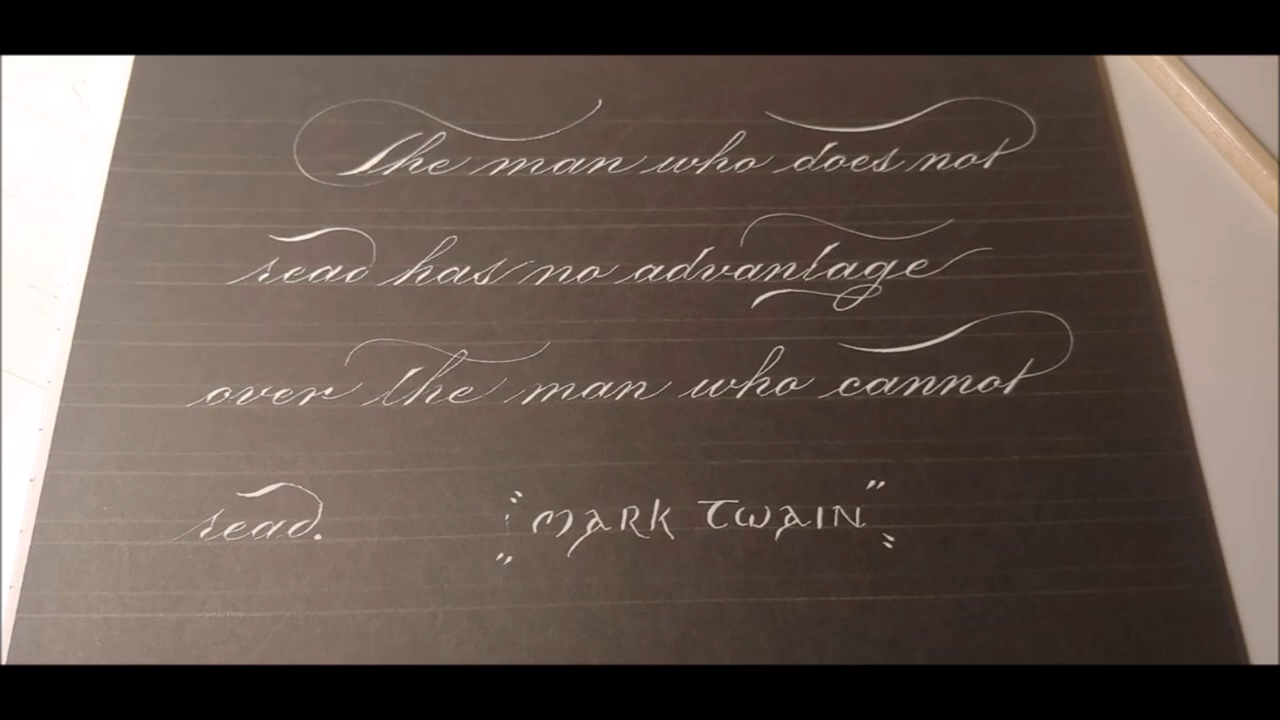 The man who does not
read has no advantage
over the man who cannot
read. "MARK TWAIN"